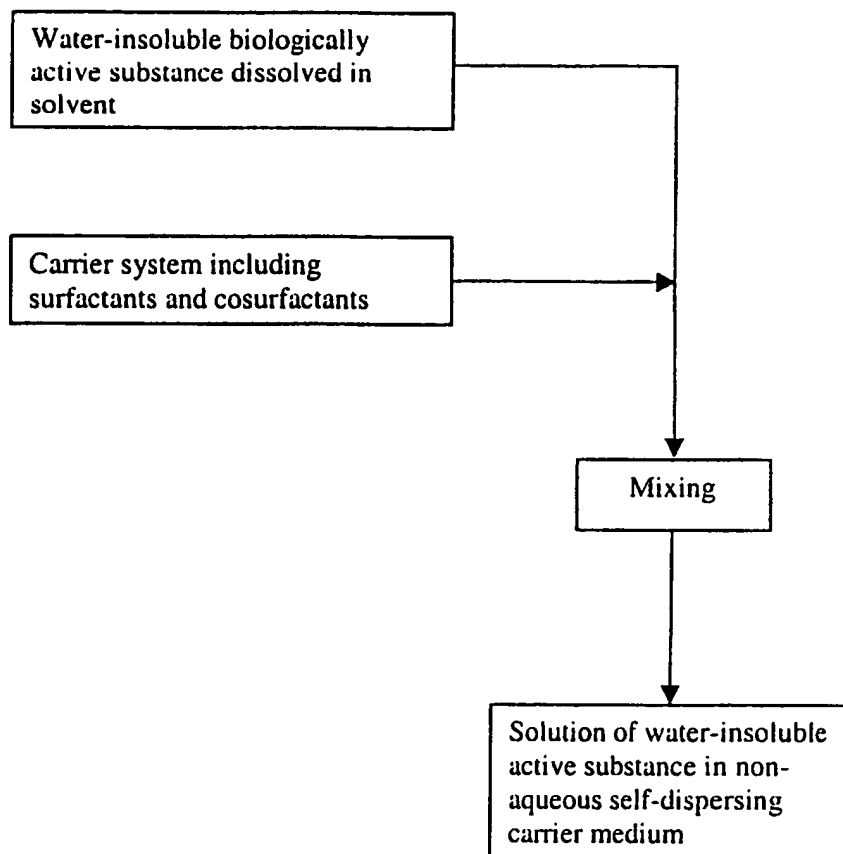 Water-insoluble biologically
active substance dissolved in
solvent
Carrier system including
surfactants and cosurfactants
Mixing
Solution of water-insoluble
active substance in non-
aqueous self-dispersing
carrier medium